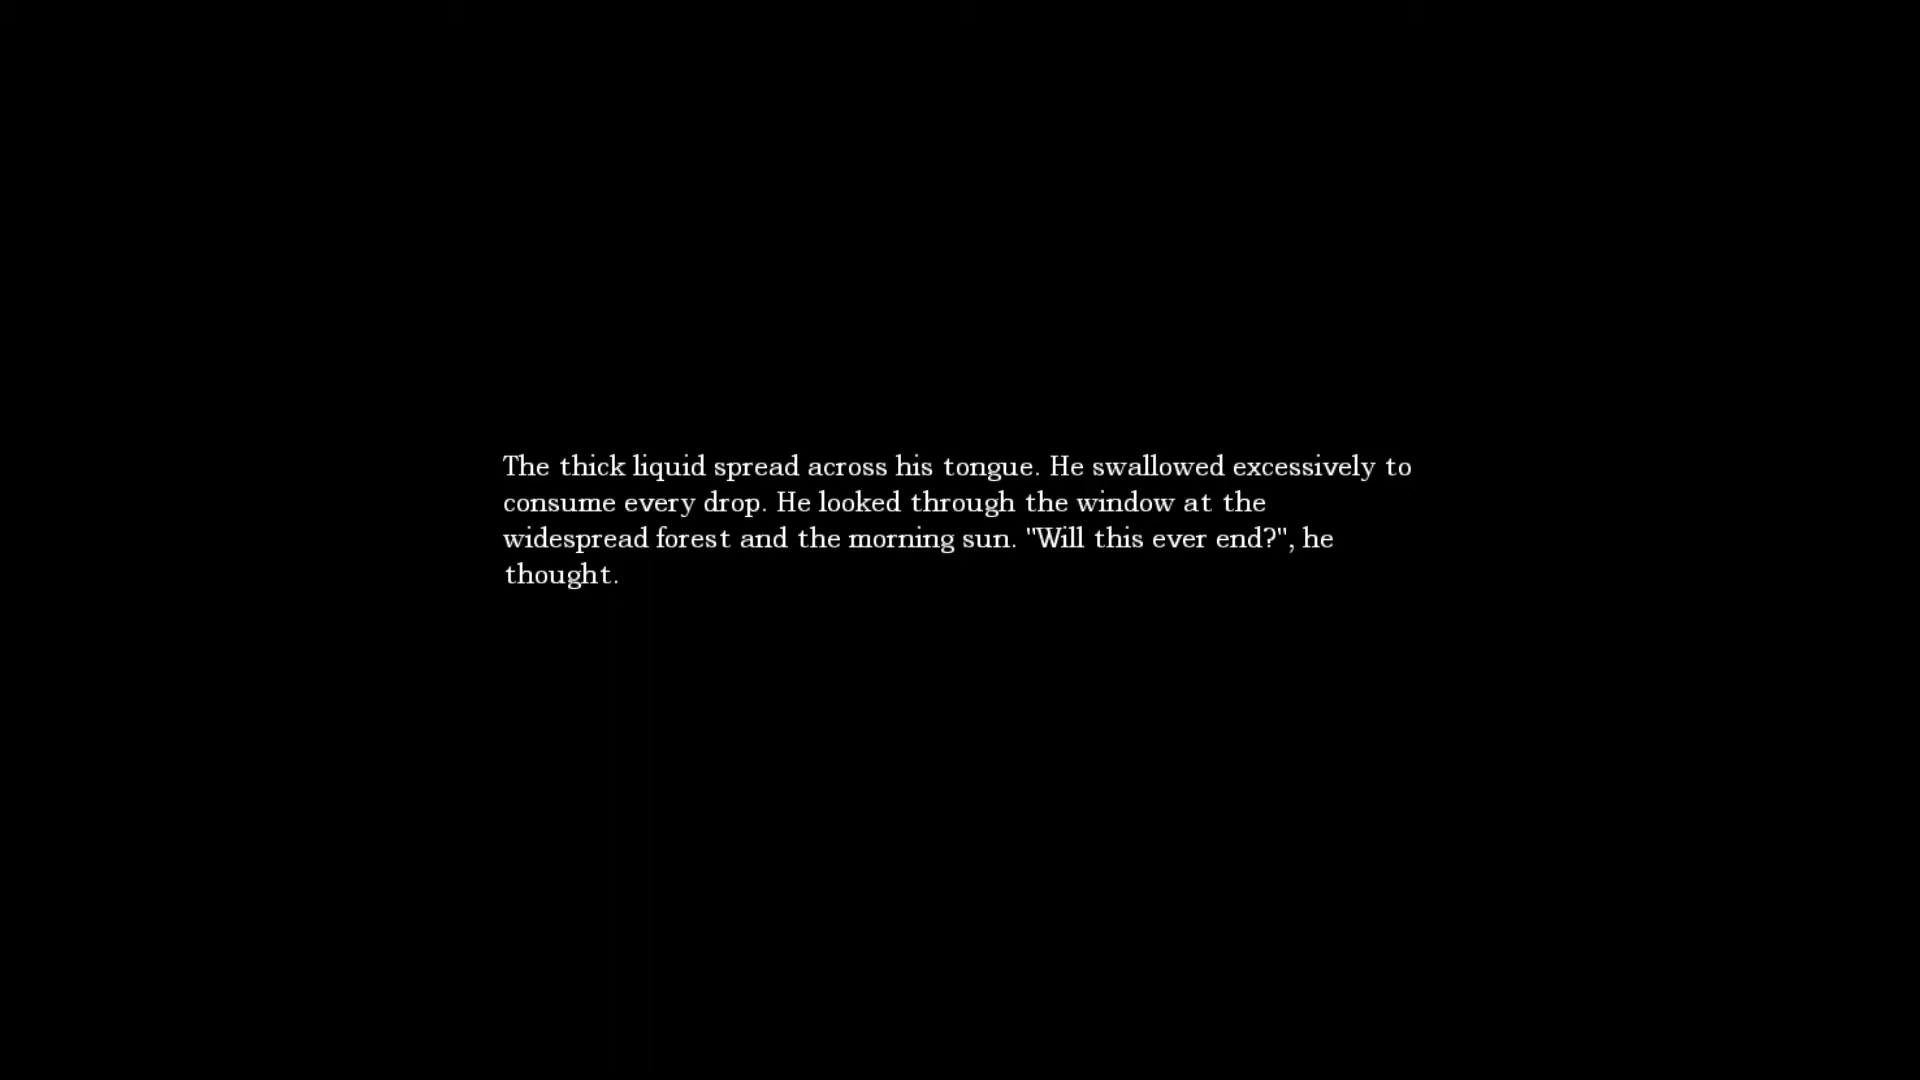 The thick liquid spread across his tongue. He swallowed excessively to
consume every drop. He looked through the window at the
widespread forest and the morning sun. "Will this ever end?", he
thought.